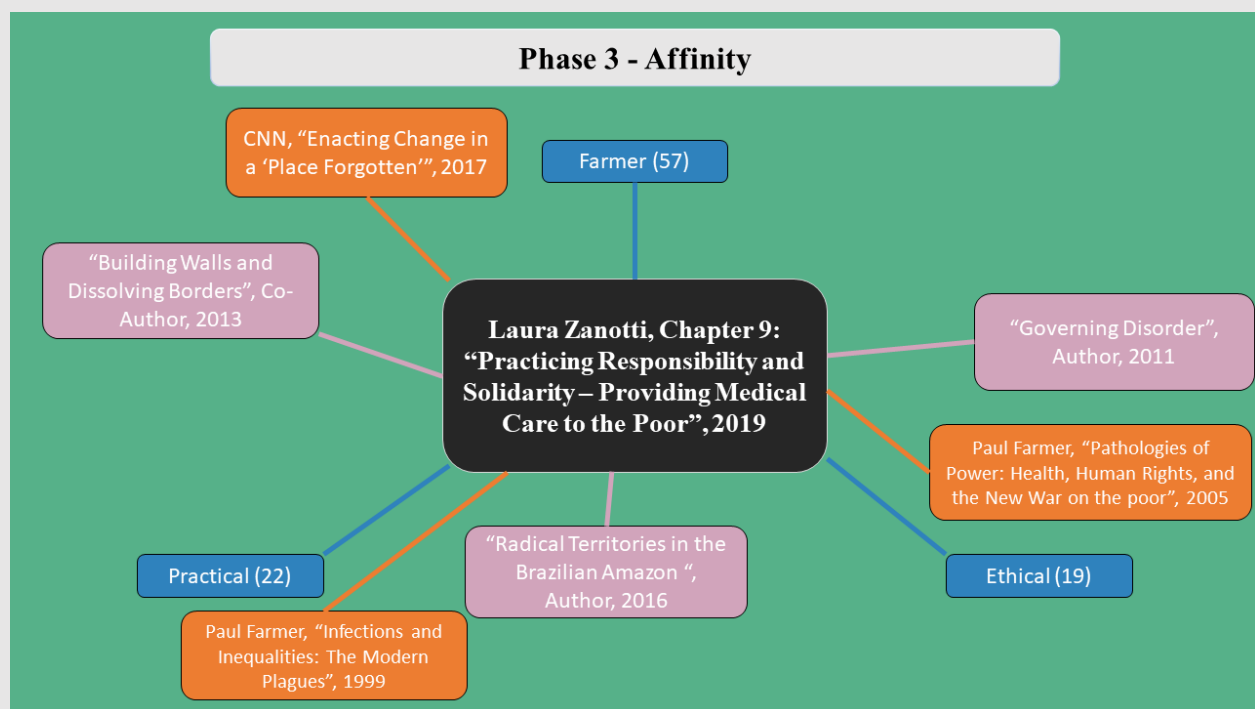 Phase 3 - Affinity
CNN, “Enacting Change in
a ‘Place Forgotten’”, 2017
Farmer (57)
“Building Walls and
Dissolving Borders”, Co-
Author, 2013
Laura Zanotti, Chapter 9:
“Practicing Responsibility and
Solidarity – Providing Medical
Care to the Poor”, 2019
“Governing Disorder”,
Author, 2011
Paul Farmer, “Pathologies of
Power: Health, Human Rights, and
the New War on the poor”, 2005
Practical (22)
“Radical Territories in the
Brazilian Amazon “,
Author, 2016
Ethical (19)
Paul Farmer, “Infections and
Inequalities: The Modern
Plagues”, 1999